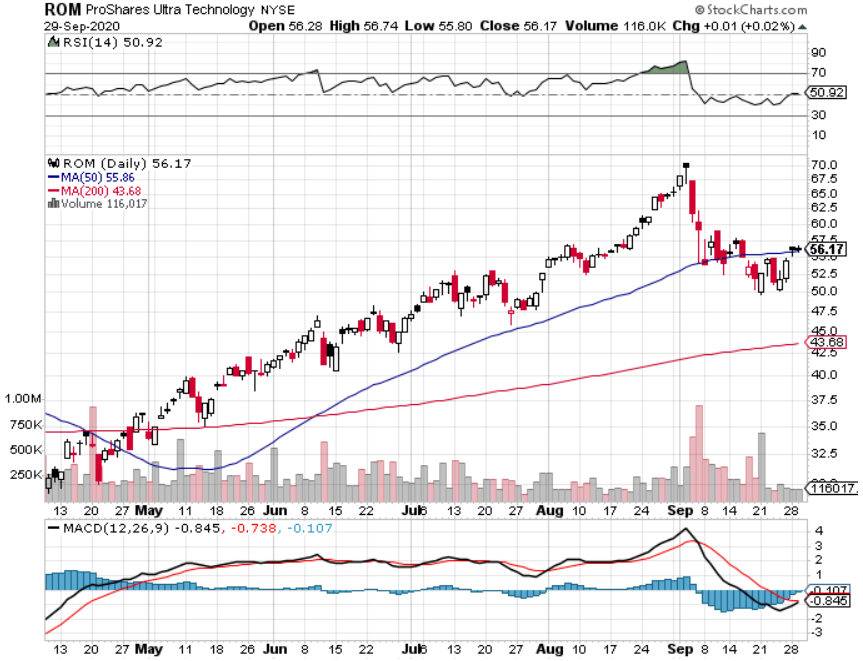 ROM ProShares Ultra Technology NYSE © StockCharts.com
29-Sep-2020 Open 56.28 High 56.74 Low 55.80 Close 56.17 Volume 116.0K Chg +0.01 (+0.02%)
RSI(14) 50.92
90
70
50.92
30
10
ROM (Daily) 56.17
MA(50) 55.86
MA(200) 43.68
Volume 116,017
70.0
67.5
65.0
62.5
60.0
57.5
56.17
52.5
50.0
47.5
45.0
43.68
42.5
40.0
37.5
35.0
32.5
1.00M
750K
500K
250K
116017
13 20 27 May 11 18 26 Jun 8 15 22 Jul 6 13 20 27 Aug 10 17 24 Sep 8 14 21 28
MACD(12,26,9) -0.845, -0.738, -0.107
4
3
2
1
-0.107
-0.845
-2
-3
13 20 27 May 11 18 26 Jun 8 15 22 Jul 6 13 20 27 Aug 10 17 24 Sep 8 14 21 28